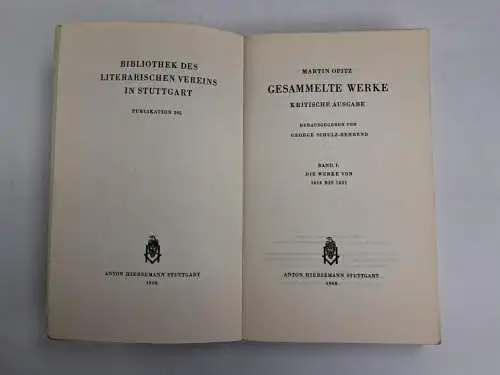 BIBLIOTHEK DES
LITERARISCHEN VEREINS
IN STUTTGART
PUBLIKATION
ANTON HIERSEMANN STUTTGART
1968
MARTIN OPITZ
GESAMMELTE WERKE
KRITISCHE AUSGABE
HERAUSGEGEBEN VON
GEORGE SCHULZ-BEHREND
BAND I:
DIE WERKE VON
1614 BIS 1621
ANTON HIERSEMANN STUTTGART
1968